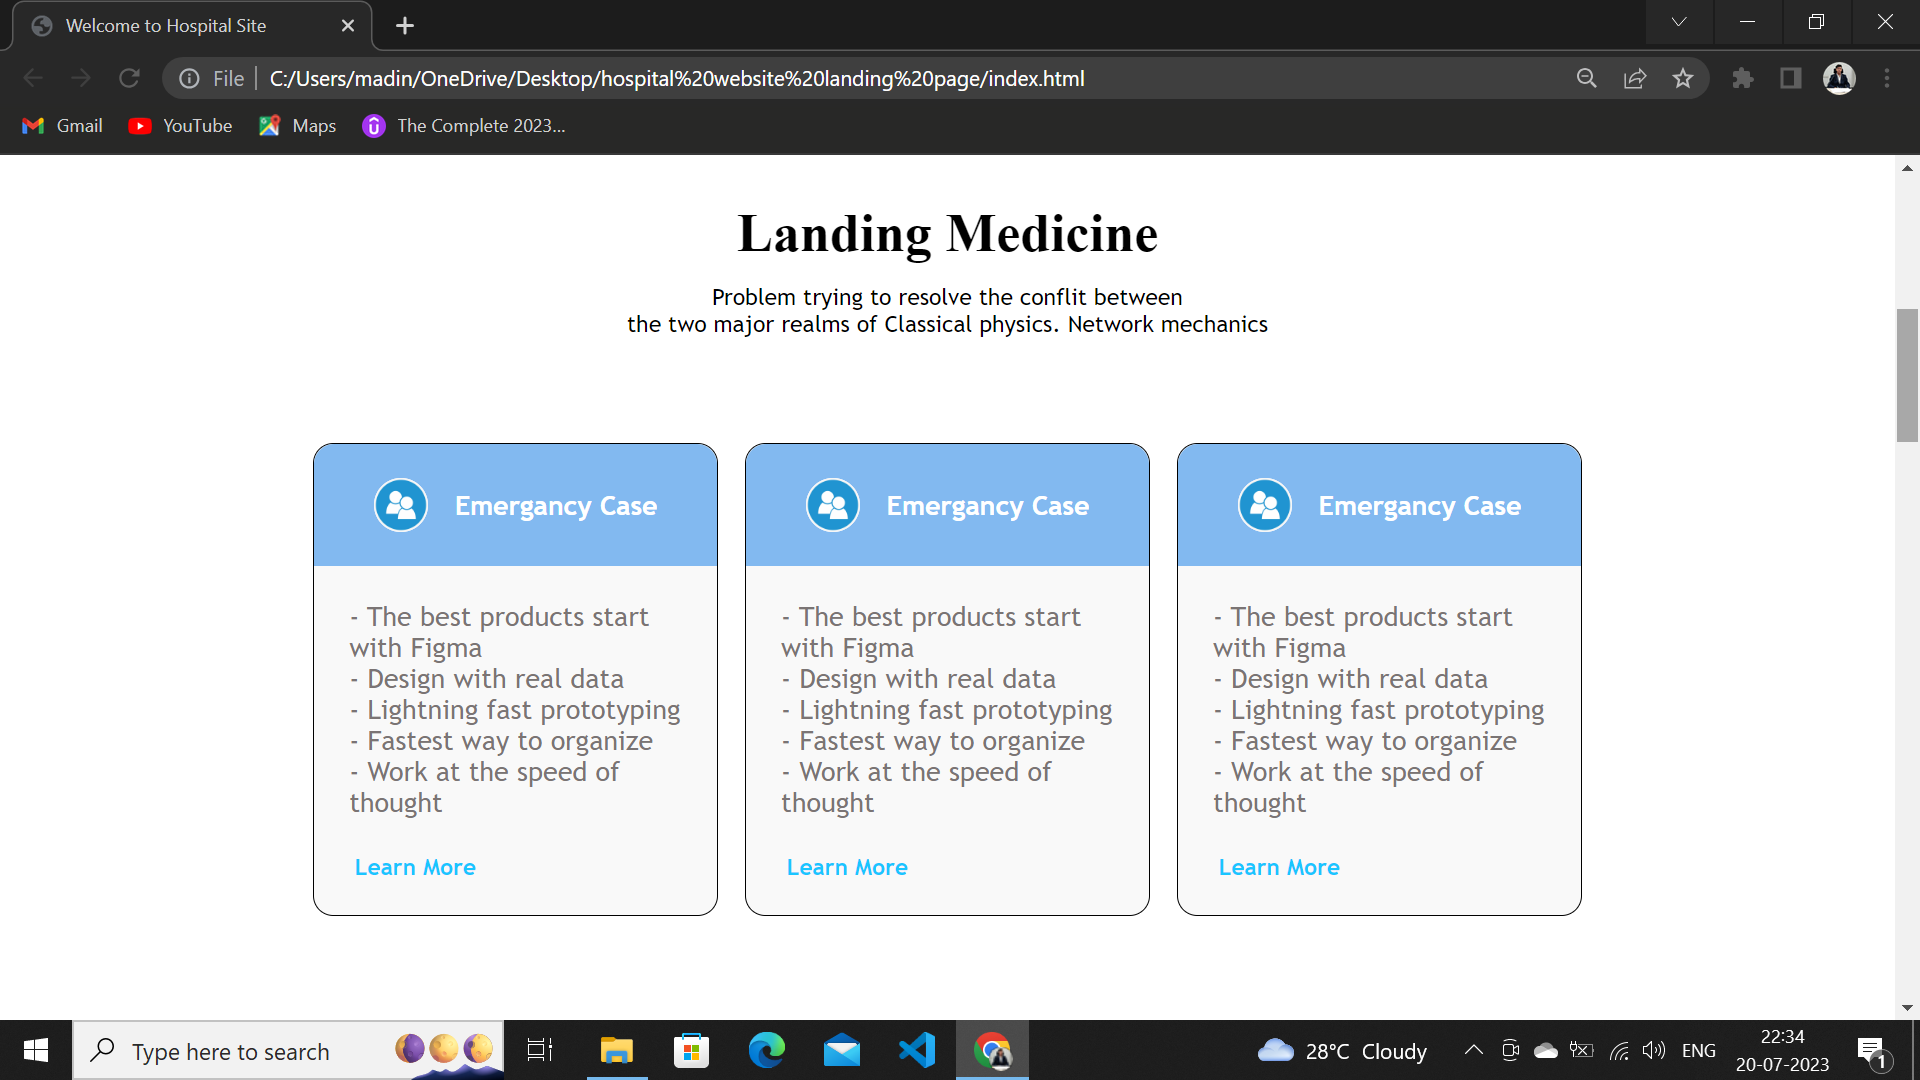 Welcome to Hospital Site
File C:/Users/madin/OneDrive/Desktop/hospital%20website%20landing%20page/index.html
Gmail YouTube Maps The Complete 2023...
Landing Medicine
Problem trying to resolve the conflit between
the two major realms of Classical physics. Network mechanics
Emergancy Case
- The best products start
with Figma
- Design with real data
- Lightning fast prototyping
- Fastest way to organize
- Work at the speed of
thought
Learn More
Emergancy Case
- The best products start
with Figma
- Design with real data
- Lightning fast prototyping
- Fastest way to organize
- Work at the speed of
thought
Learn More
Emergancy Case
- The best products start
with Figma
- Design with real data
- Lightning fast prototyping
- Fastest way to organize
- Work at the speed of
thought
Learn More
Type here to search
28°C Cloudy
ENG
22:34
20-07-2023
1